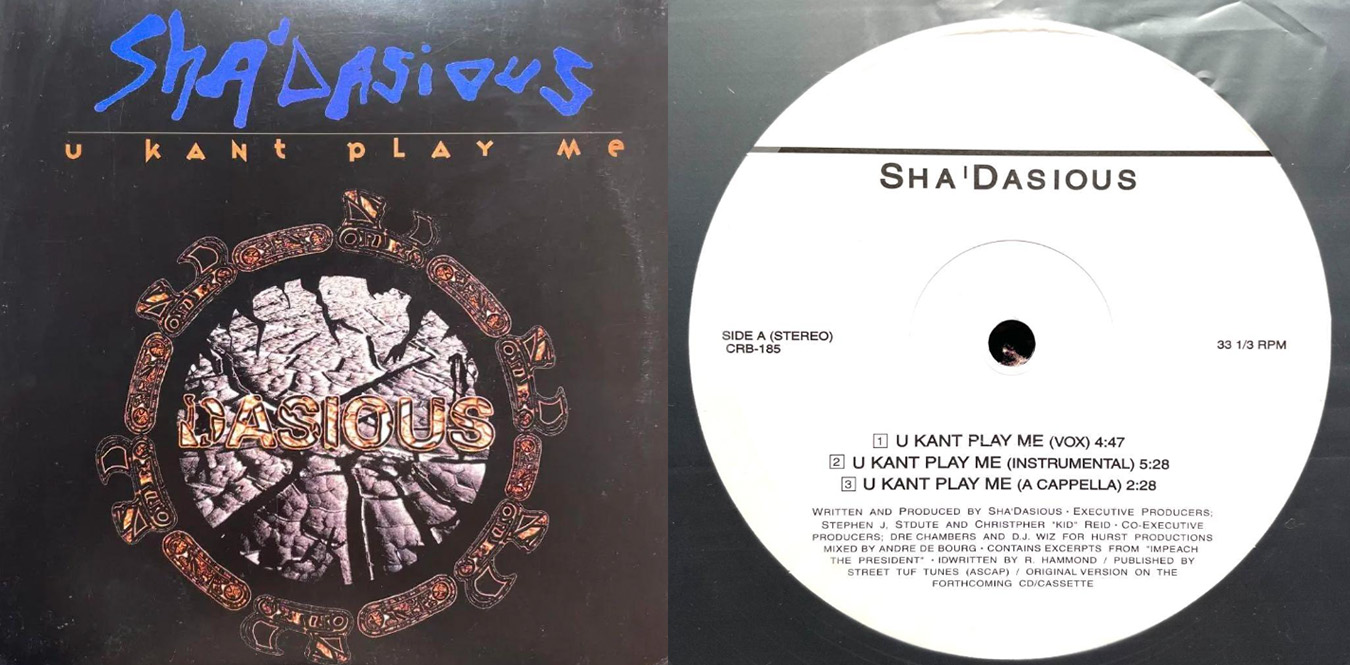 Sha'Dasious
u kant play me
DASIOUS
SHA'DASIOUS
SIDE A (STEREO)
CRB-185
33 1/3 RPM
1 U KANT PLAY ME (VOX) 4:47
2 U KANT PLAY ME (INSTRUMENTAL) 5:28
3 U KANT PLAY ME (A CAPPELLA) 2:28
WRITTEN AND PRODUCED BY SHA'DASIOUS · EXECUTIVE PRODUCERS;
STEPHEN J. STDUTE AND CHRISTPHER "KID" REID · CO-EXECUTIVE
PRODUCERS; DRE CHAMBERS AND D.J. WIZ FOR HURST PRODUCTIONS
MIXED BY ANDRE DE BOURG · CONTAINS EXCERPTS FROM "IMPEACH
THE PRESIDENT" · IDWRITTEN BY R. HAMMOND / PUBLISHED BY
STREET TUF TUNES (ASCAP) / ORIGINAL VERSION ON THE
FORTHCOMING CD/CASSETTE